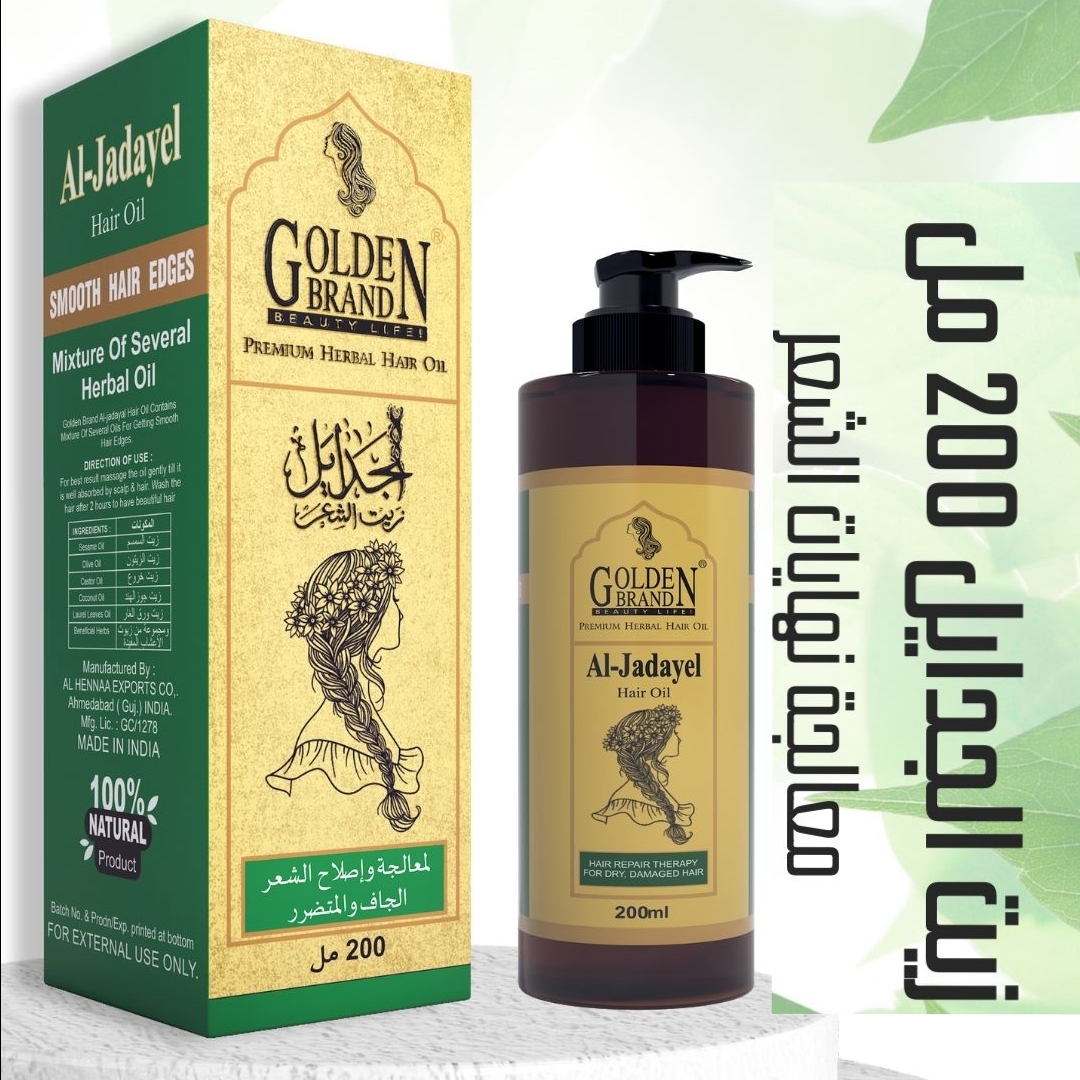 Al-Jadayel
Hair Oil
SMOOTH HAIR EDGES
Mixture Of Several
Herbal Oil
Golden Brand Al-jadayal Hair Oil Contains
Mixture Of Several Oils For Getting Smooth
Hair Edges
DIRECTION OF USE :
For best result massage the oil gently till it
is well absorbed by scalp & hair. Wash the
hair after 2 hours to have beautiful hair
INGREDIENTS : المكونات
Sesame Oil زيت السمسم
Olive Oil زيت الزيتون
Castor Oil زيت خروع
Coconut Oil زيت جوز الهند
Laurel Leaves Oil زيت ورق الغار
Beneficial Herbs ومجموعة من زيوت
الأعشاب المفيدة
Manufactured By :
AL HENNAA EXPORTS CO,.
Ahmedabad ( Guj.) INDIA.
Mfg. Lic. : GC/1278
MADE IN INDIA
100%
NATURAL
Product
Batch No. & Prodn/Exp. printed at bottom
FOR EXTERNAL USE ONLY.
GOLDEN ®
BRAND
BEAUTY LIFE!
PREMIUM HERBAL HAIR OIL
الجدايل
زيت الشعر
لمعالجة وإصلاح الشعر
الجاف والمتضرر
200 مل
GOLDEN ®
BRAND
BEAUTY LIFE!
PREMIUM HERBAL HAIR OIL
Al-Jadayel
Hair Oil
HAIR REPAIR THERAPY
FOR DRY, DAMAGED HAIR
200ml
زيت الجدايل 200 مل
معالجة نهايات الشعر